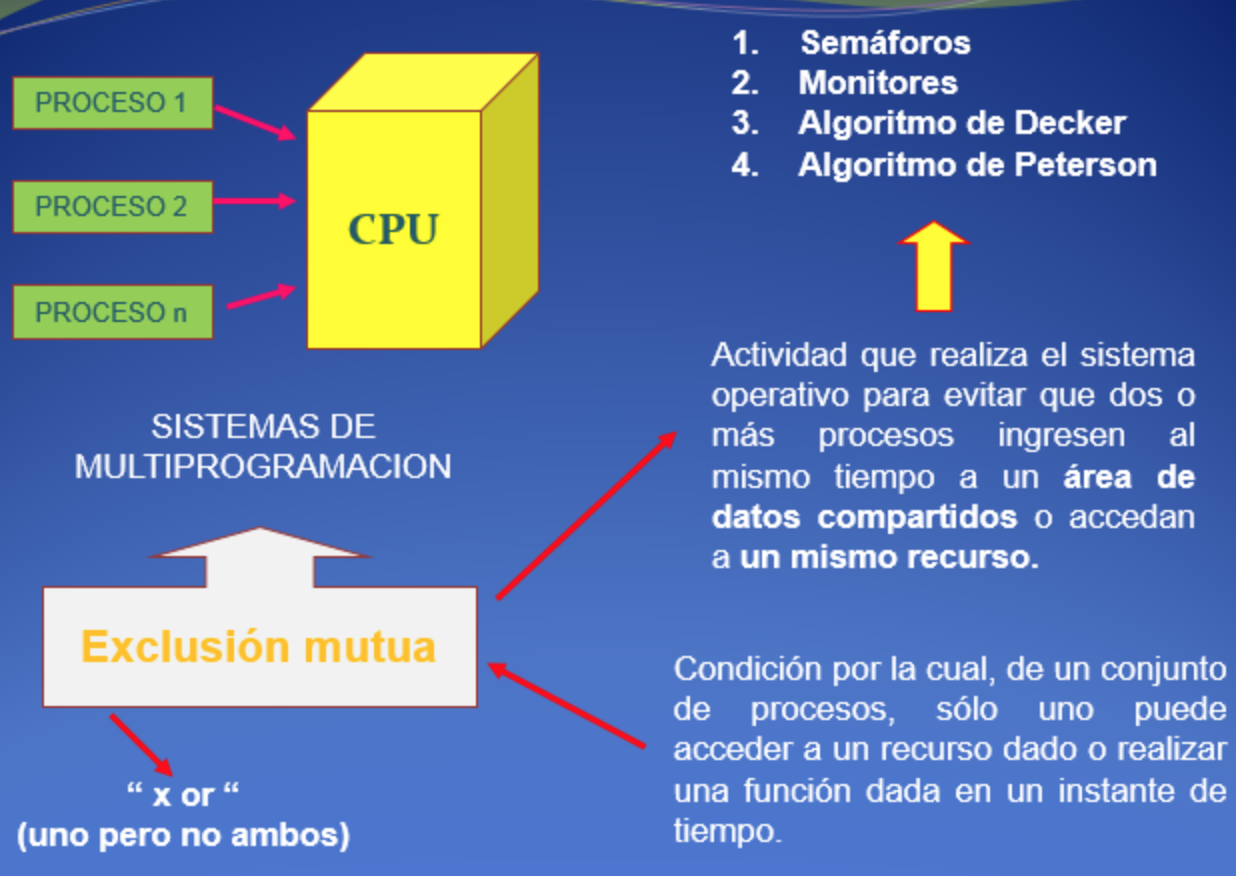 PROCESO 1
PROCESO 2
PROCESO n
CPU
SISTEMAS DE
MULTIPROGRAMACION
Exclusión mutua
“ x or “
(uno pero no ambos)
1. Semáforos
2. Monitores
3. Algoritmo de Decker
4. Algoritmo de Peterson
Actividad que realiza el sistema
operativo para evitar que dos o
más procesos ingresen al
mismo tiempo a un área de
datos compartidos o accedan
a un mismo recurso.
Condición por la cual, de un conjunto
de procesos, sólo uno puede
acceder a un recurso dado o realizar
una función dada en un instante de
tiempo.